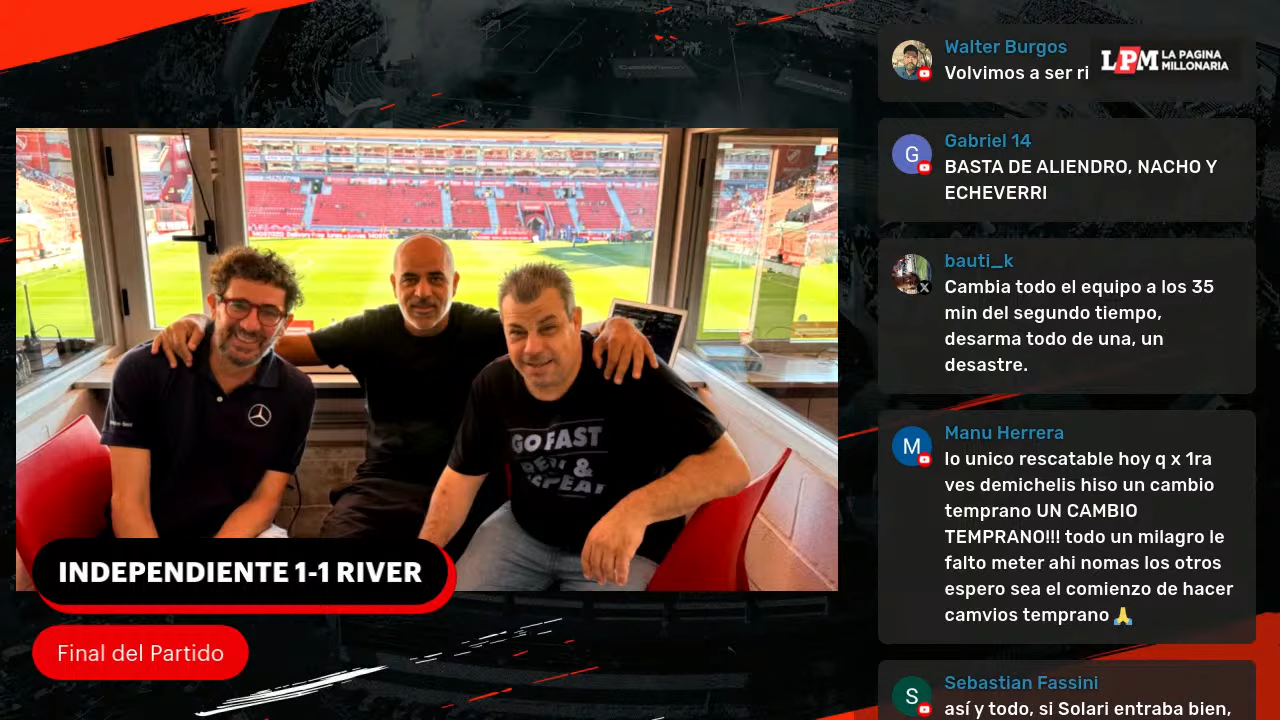 INDEPENDIENTE 1-1 RIVER
Final del Partido
GO FAST
Walter Burgos
Volvimos a ser ri
LPM LA PAGINA
MILLONARIA
G
Gabriel 14
BASTA DE ALIENDRO, NACHO Y
ECHEVERRI
bauti_k
Cambia todo el equipo a los 35
min del segundo tiempo,
desarma todo de una, un
desastre.
M
Manu Herrera
lo unico rescatable hoy q x 1ra
ves demichelis hiso un cambio
temprano UN CAMBIO
TEMPRANO!!! todo un milagro le
falto meter ahi nomas los otros
espero sea el comienzo de hacer
camvios temprano 🙏
S
Sebastian Fassini
así y todo, si Solari entraba bien,